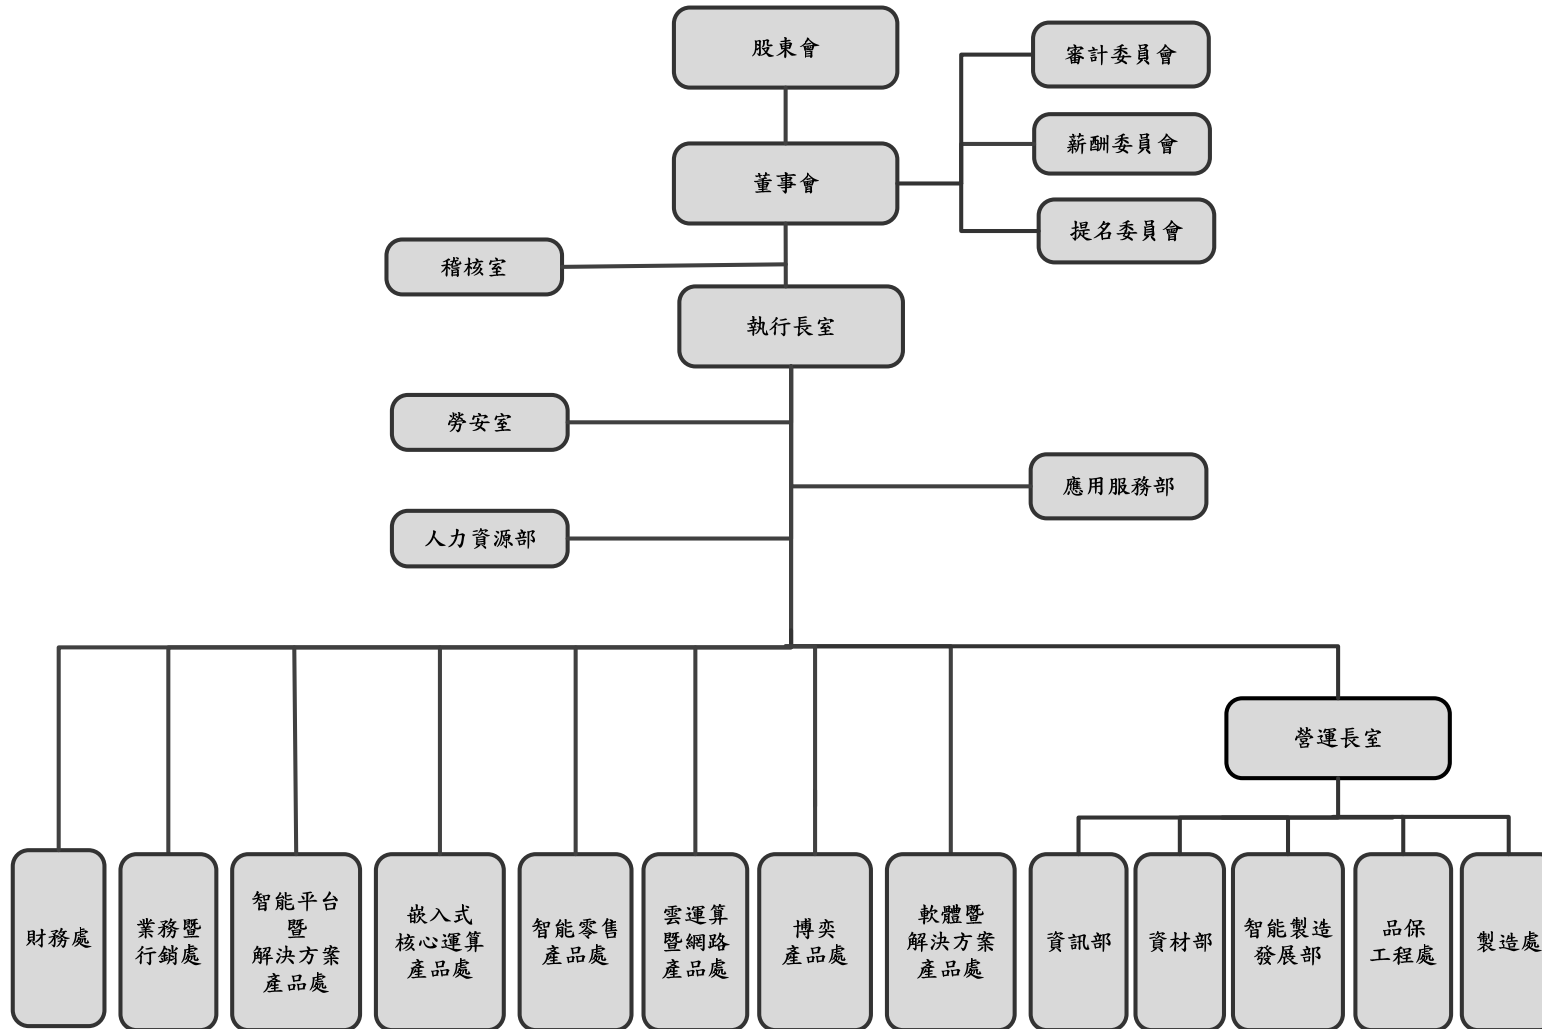 股東會
審計委員會
董事會
薪酬委員會
提名委員會
稽核室
執行長室
勞安室
應用服務部
人力資源部
營運長室
財務處
業務暨
行銷處
智能平台
暨
解決方案
產品處
嵌入式
核心運算
產品處
智能零售
產品處
雲運算
暨網路
產品處
博奕
產品處
軟體暨
解決方案
產品處
資訊部
資材部
智能製造
發展部
品保
工程處
製造處